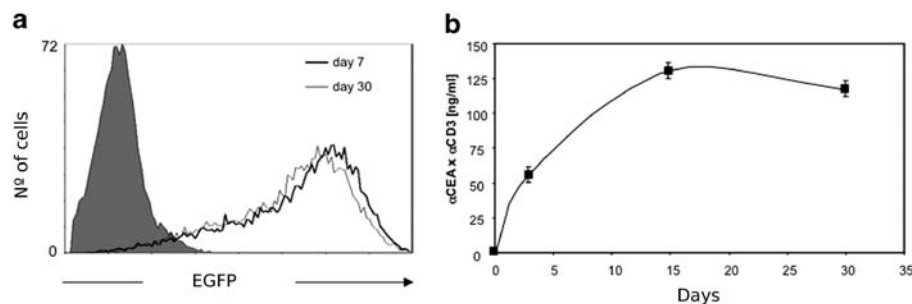 a
72
Nº of cells
0
day 7
day 30
EGFP
b
αCEA x αCD3 [ng/ml]
150
125
100
75
50
25
0
0
5
10
15
20
25
30
35
Days